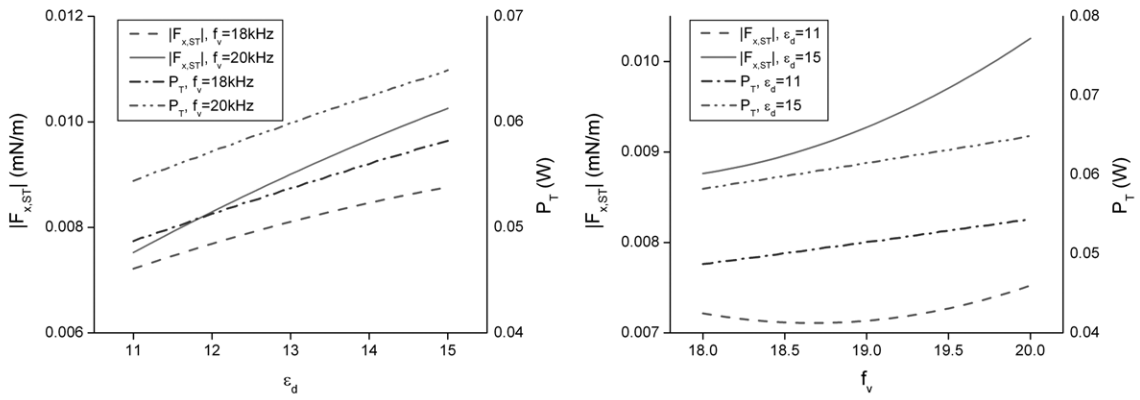 0.012
0.010
0.008
0.006
|F_x,ST| (mN/m)
|F_x,ST|, f_v=18kHz
|F_x,ST|, f_v=20kHz
P_T, f_v=18kHz
P_T, f_v=20kHz
0.07
0.06
0.05
0.04
P_T (W)
11 12 13 14 15
ε_d
0.010
0.009
0.008
0.007
|F_x,ST| (mN/m)
|F_x,ST|, ε_d=11
|F_x,ST|, ε_d=15
P_T, ε_d=11
P_T, ε_d=15
0.08
0.07
0.06
0.05
0.04
P_T (W)
18.0 18.5 19.0 19.5 20.0
f_v